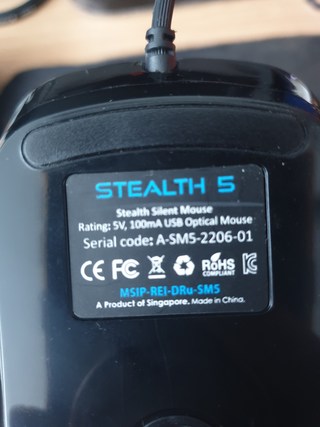 STEALTH 5
Stealth Silent Mouse
Rating: 5V, 100mA USB Optical Mouse
Serial code: A-SM5-2206-01
CE FC RoHS
COMPLIANT
MSIP-REI-DRu-SM5
A Product of Singapore. Made in China.